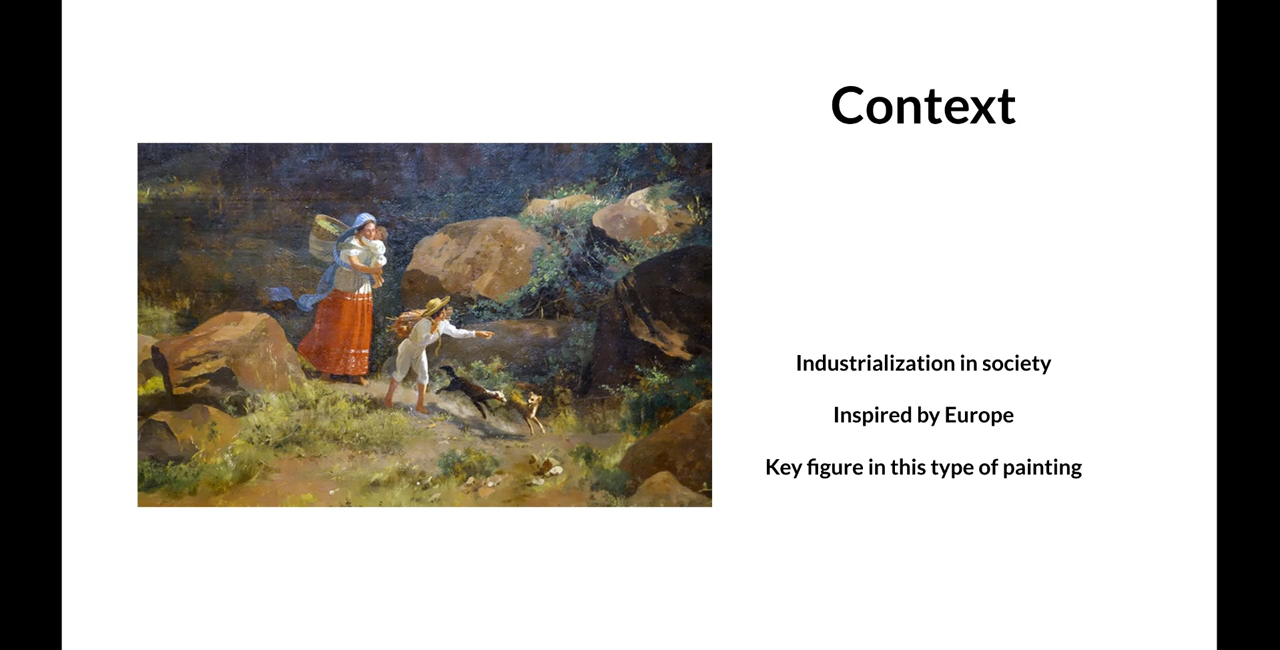 Context
Industrialization in society
Inspired by Europe
Key figure in this type of painting